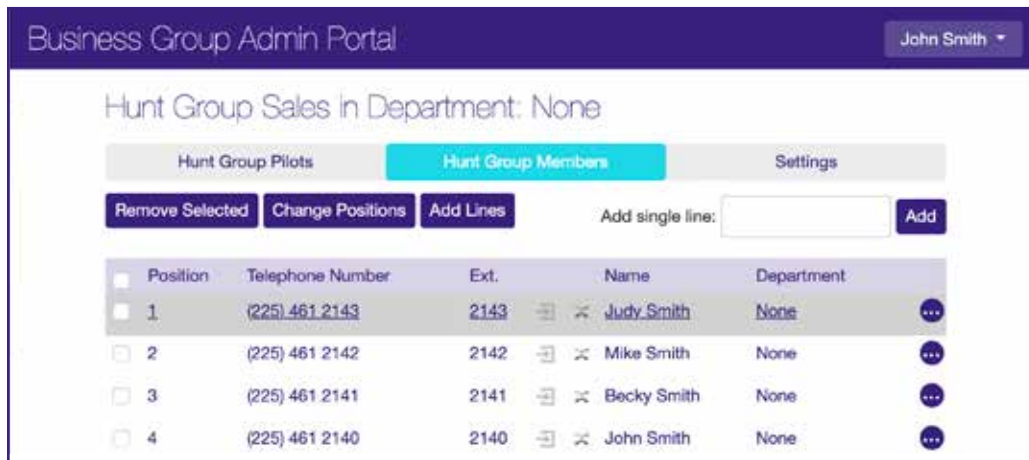 Business Group Admin Portal John Smith
Hunt Group Sales in Department: None
Hunt Group Pilots Hunt Group Members Settings
Remove Selected Change Positions Add Lines Add single line: Add
Position Telephone Number Ext. Name Department
1 (225) 461 2143 2143 Judy Smith None
2 (225) 461 2142 2142 Mike Smith None
3 (225) 461 2141 2141 Becky Smith None
4 (225) 461 2140 2140 John Smith None